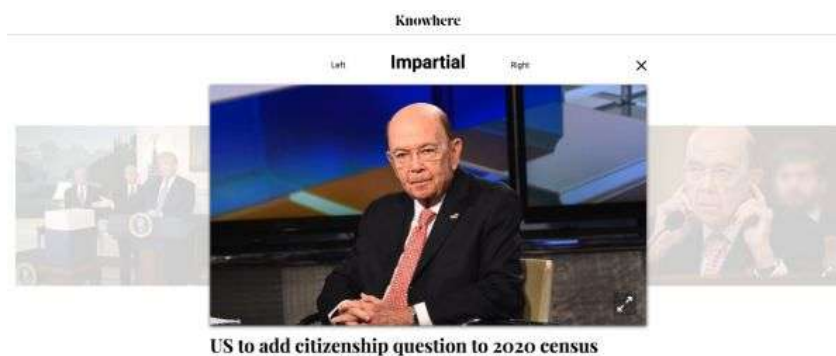 Knowhere
Left Impartial Right
US to add citizenship question to 2020 census